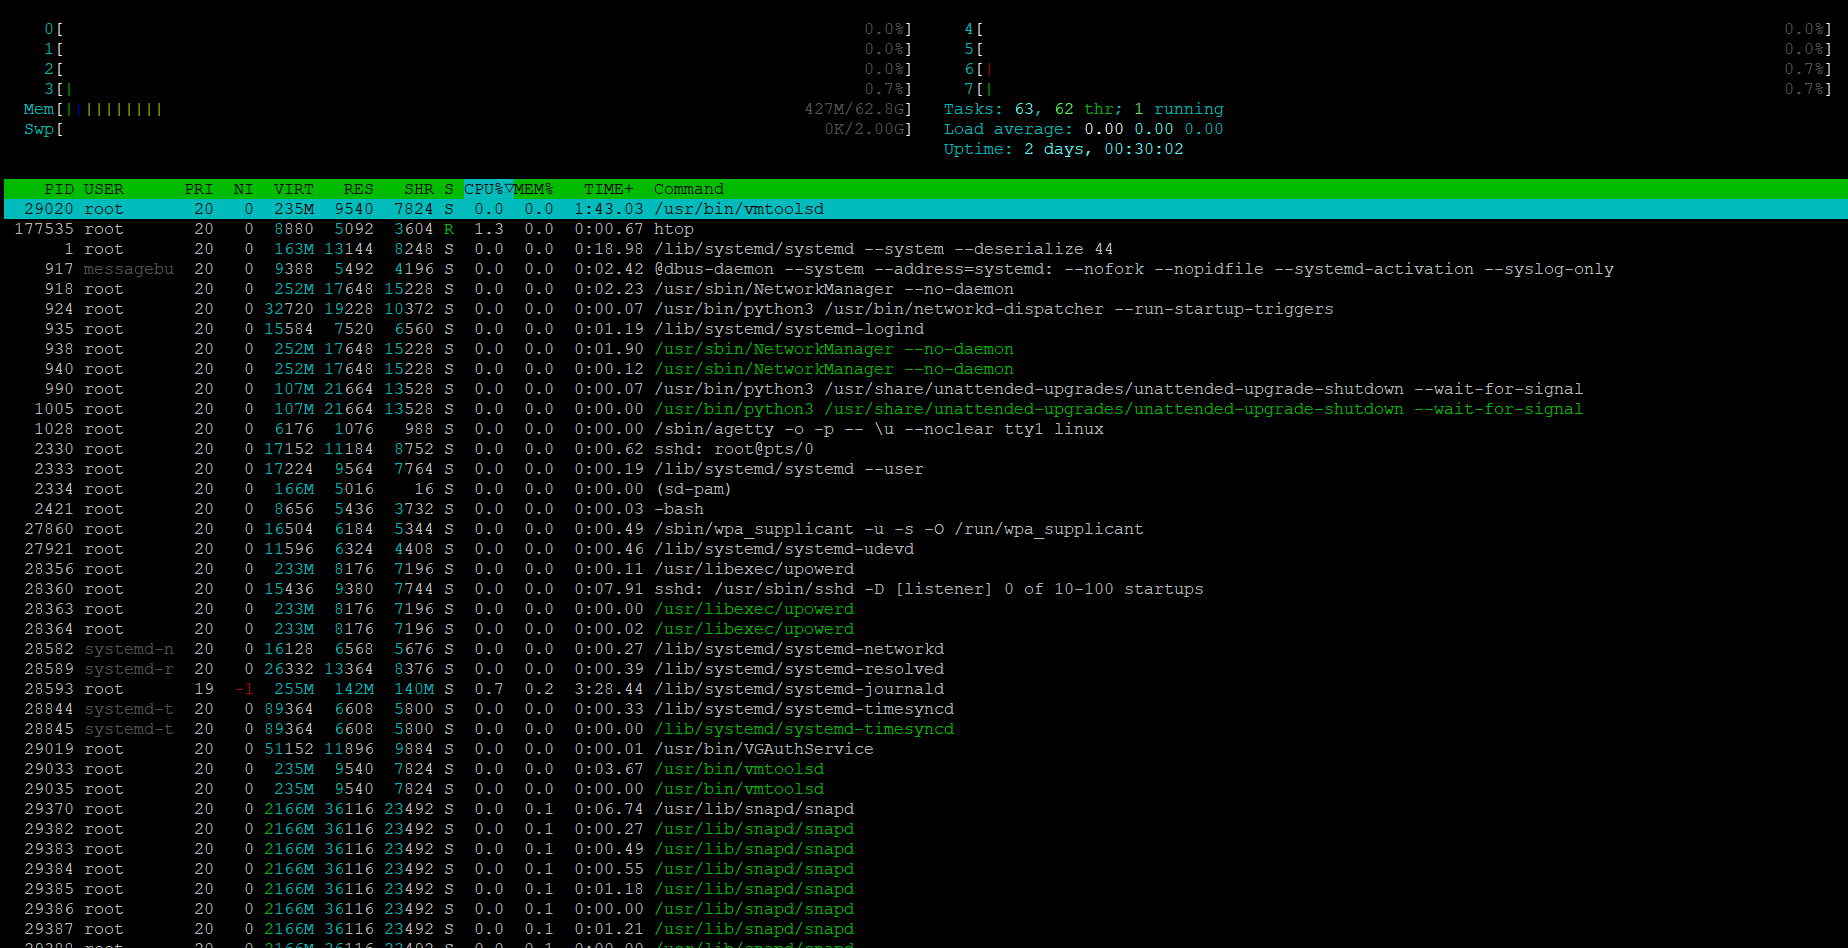 0[ 0.0%] 4[ 0.0%]
1[ 0.0%] 5[ 0.0%]
2[ 0.0%] 6[| 0.7%]
3[| 0.7%] 7[| 0.7%]
Mem[|||||||||| 427M/62.8G] Tasks: 63, 62 thr; 1 running
Swp[ 0K/2.00G] Load average: 0.00 0.00 0.00
Uptime: 2 days, 00:30:02
PID USER PRI NI VIRT RES SHR S CPU%▽MEM% TIME+ Command
29020 root 20 0 235M 9540 7824 S 0.0 0.0 1:43.03 /usr/bin/vmtoolsd
177535 root 20 0 8880 5092 3604 R 1.3 0.0 0:00.67 htop
1 root 20 0 163M 13144 8248 S 0.0 0.0 0:18.98 /lib/systemd/systemd --system --deserialize 44
917 messagebu 20 0 9388 5492 4196 S 0.0 0.0 0:02.42 @dbus-daemon --system --address=systemd: --nofork --nopidfile --systemd-activation --syslog-only
918 root 20 0 252M 17648 15228 S 0.0 0.0 0:02.23 /usr/sbin/NetworkManager --no-daemon
924 root 20 0 32720 19228 10372 S 0.0 0.0 0:00.07 /usr/bin/python3 /usr/bin/networkd-dispatcher --run-startup-triggers
935 root 20 0 15584 7520 6560 S 0.0 0.0 0:01.19 /lib/systemd/systemd-logind
938 root 20 0 252M 17648 15228 S 0.0 0.0 0:01.90 /usr/sbin/NetworkManager --no-daemon
940 root 20 0 252M 17648 15228 S 0.0 0.0 0:00.12 /usr/sbin/NetworkManager --no-daemon
990 root 20 0 107M 21664 13528 S 0.0 0.0 0:00.07 /usr/bin/python3 /usr/share/unattended-upgrades/unattended-upgrade-shutdown --wait-for-signal
1005 root 20 0 107M 21664 13528 S 0.0 0.0 0:00.00 /usr/bin/python3 /usr/share/unattended-upgrades/unattended-upgrade-shutdown --wait-for-signal
1028 root 20 0 6176 1076 988 S 0.0 0.0 0:00.00 /sbin/agetty -o -p -- \u --noclear tty1 linux
2330 root 20 0 17152 11184 8752 S 0.0 0.0 0:00.62 sshd: root@pts/0
2333 root 20 0 17224 9564 7764 S 0.0 0.0 0:00.19 /lib/systemd/systemd --user
2334 root 20 0 166M 5016 16 S 0.0 0.0 0:00.00 (sd-pam)
2421 root 20 0 8656 5436 3732 S 0.0 0.0 0:00.03 -bash
27860 root 20 0 16504 6184 5344 S 0.0 0.0 0:00.49 /sbin/wpa_supplicant -u -s -O /run/wpa_supplicant
27921 root 20 0 11596 6324 4408 S 0.0 0.0 0:00.46 /lib/systemd/systemd-udevd
28356 root 20 0 233M 8176 7196 S 0.0 0.0 0:00.11 /usr/libexec/upowerd
28360 root 20 0 15436 9380 7744 S 0.0 0.0 0:07.91 sshd: /usr/sbin/sshd -D [listener] 0 of 10-100 startups
28363 root 20 0 233M 8176 7196 S 0.0 0.0 0:00.00 /usr/libexec/upowerd
28364 root 20 0 233M 8176 7196 S 0.0 0.0 0:00.02 /usr/libexec/upowerd
28582 systemd-n 20 0 16128 6568 5676 S 0.0 0.0 0:00.27 /lib/systemd/systemd-networkd
28589 systemd-r 20 0 26332 13364 8376 S 0.0 0.0 0:00.39 /lib/systemd/systemd-resolved
28593 root 19 -1 255M 142M 140M S 0.7 0.2 3:28.44 /lib/systemd/systemd-journald
28844 systemd-t 20 0 89364 6608 5800 S 0.0 0.0 0:00.33 /lib/systemd/systemd-timesyncd
28845 systemd-t 20 0 89364 6608 5800 S 0.0 0.0 0:00.00 /lib/systemd/systemd-timesyncd
29019 root 20 0 51152 11896 9884 S 0.0 0.0 0:00.01 /usr/bin/VGAuthService
29033 root 20 0 235M 9540 7824 S 0.0 0.0 0:03.67 /usr/bin/vmtoolsd
29035 root 20 0 235M 9540 7824 S 0.0 0.0 0:00.00 /usr/bin/vmtoolsd
29370 root 20 0 2166M 36116 23492 S 0.0 0.1 0:06.74 /usr/lib/snapd/snapd
29382 root 20 0 2166M 36116 23492 S 0.0 0.1 0:00.27 /usr/lib/snapd/snapd
29383 root 20 0 2166M 36116 23492 S 0.0 0.1 0:00.49 /usr/lib/snapd/snapd
29384 root 20 0 2166M 36116 23492 S 0.0 0.1 0:00.55 /usr/lib/snapd/snapd
29385 root 20 0 2166M 36116 23492 S 0.0 0.1 0:01.18 /usr/lib/snapd/snapd
29386 root 20 0 2166M 36116 23492 S 0.0 0.1 0:00.00 /usr/lib/snapd/snapd
29387 root 20 0 2166M 36116 23492 S 0.0 0.1 0:01.21 /usr/lib/snapd/snapd